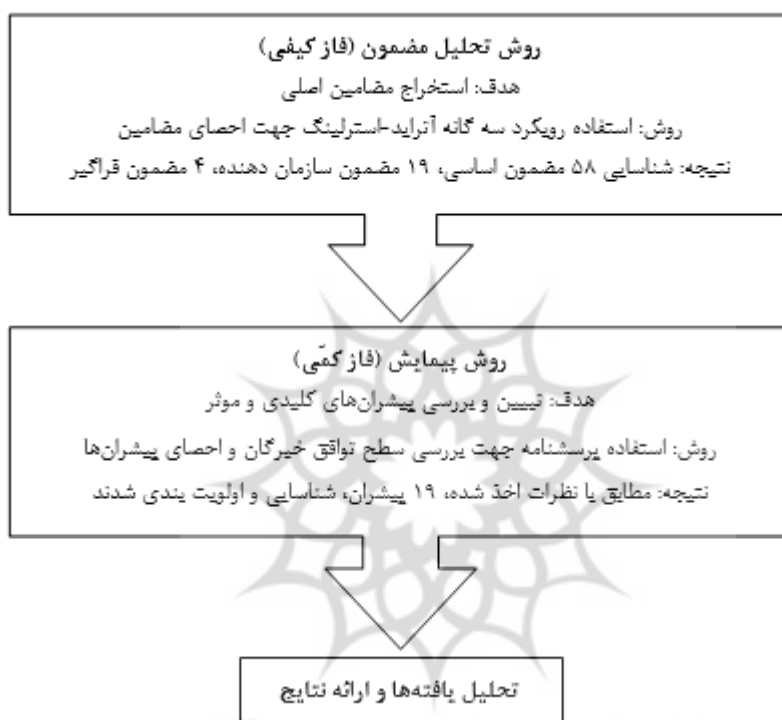 روش تحلیل مضمون (فاز کیفی)
هدف: استخراج مضامین اصلی
روش: استفاده رویکرد سه گانه آتراید-استرلینگ جهت احصای مضامین
نتیجه: شناسایی ۵۸ مضمون اساسی، ۱۹ مضمون سازمان دهنده، ۴ مضمون فراگیر
روش پیمایش (فاز کمّی)
هدف: تبیین و بررسی پیشران‌های کلیدی و موثر
روش: استفاده پرسشنامه جهت بررسی سطح توافق خبرگان و احصای پیشران‌ها
نتیجه: مطابق با نظرات اخذ شده، ۱۹ پیشران، شناسایی و اولویت بندی شدند
تحلیل یافته‌ها و ارائه نتایج